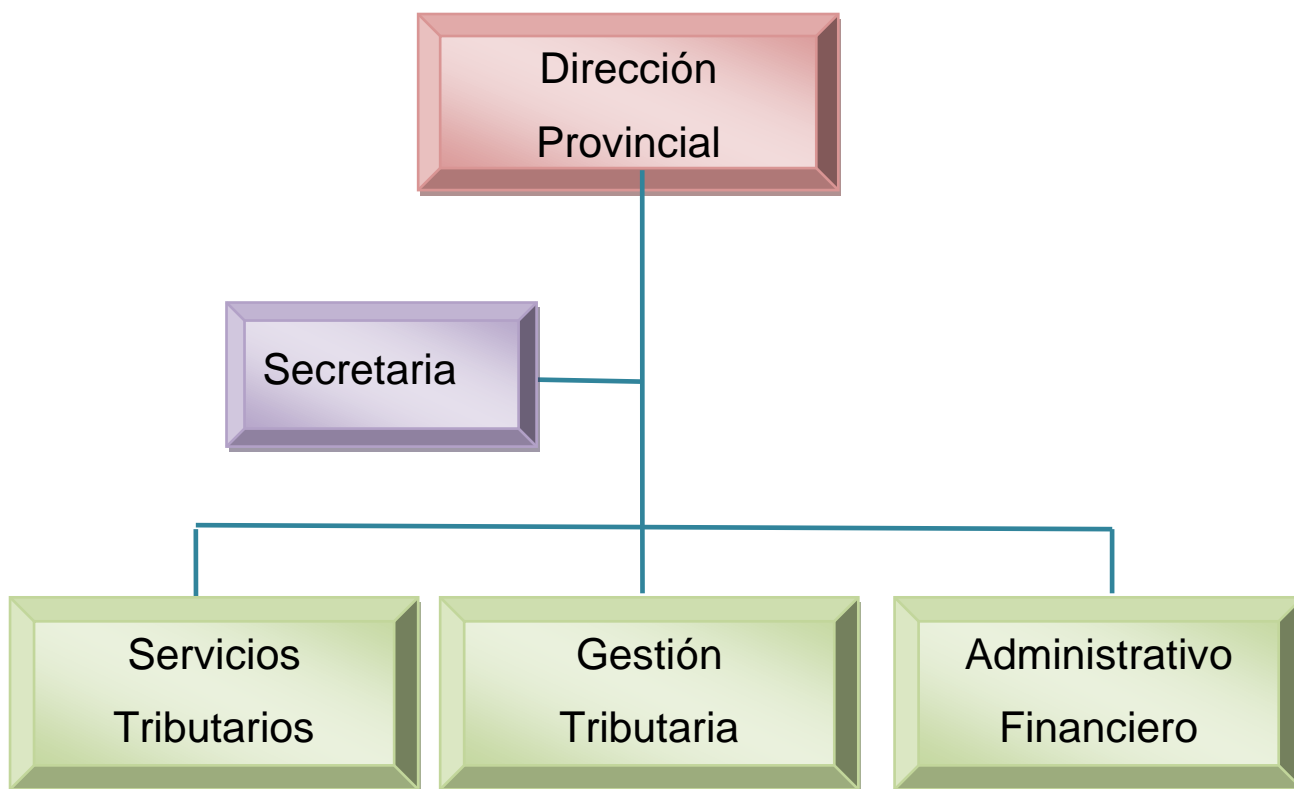 Dirección
Provincial
Secretaria
Servicios
Tributarios
Gestión
Tributaria
Administrativo
Financiero